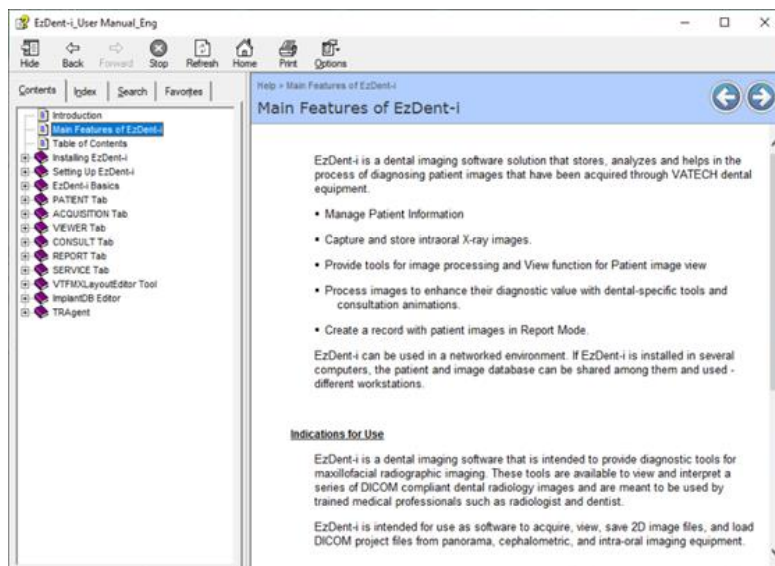 EzDent-i_User Manual_Eng
Hide Back Forward Stop Refresh Home Print Options
Contents Index Search Favorites
Introduction
Main Features of EzDent-i
Table of Contents
Installing EzDent-i
Setting Up EzDent-i
EzDent-i Basics
PATIENT Tab
ACQUISITION Tab
VIEWER Tab
CONSULT Tab
REPORT Tab
SERVICE Tab
VTFMXLayoutEditor Tool
ImplantDB Editor
TRAgent
Help > Main Features of EzDent-i
Main Features of EzDent-i
EzDent-i is a dental imaging software solution that stores, analyzes and helps in the
process of diagnosing patient images that have been acquired through VATECH dental
equipment.
▪ Manage Patient Information
▪ Capture and store intraoral X-ray images.
▪ Provide tools for image processing and View function for Patient image view
▪ Process images to enhance their diagnostic value with dental-specific tools and
consultation animations.
▪ Create a record with patient images in Report Mode.
EzDent-i can be used in a networked environment. If EzDent-i is installed in several
computers, the patient and image database can be shared among them and used -
different workstations.
Indications for Use
EzDent-i is a dental imaging software that is intended to provide diagnostic tools for
maxillofacial radiographic imaging. These tools are available to view and interpret a
series of DICOM compliant dental radiology images and are meant to be used by
trained medical professionals such as radiologist and dentist.
EzDent-i is intended for use as software to acquire, view, save 2D image files, and load
DICOM project files from panorama, cephalometric, and intra-oral imaging equipment.